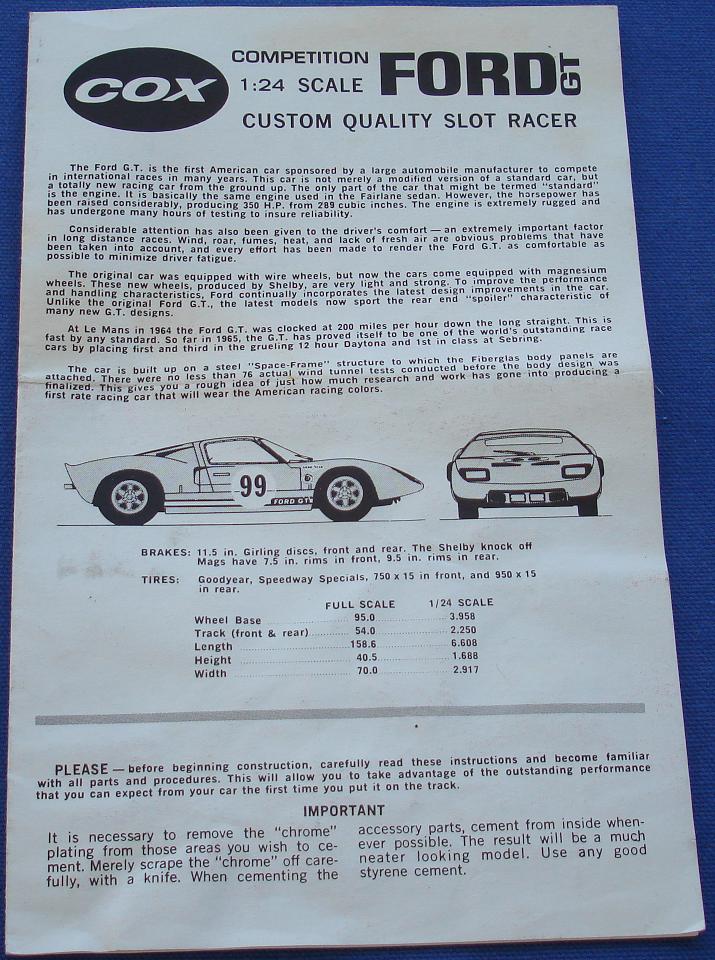 COX
COMPETITION
1:24 SCALE
FORD GT
CUSTOM QUALITY SLOT RACER
The Ford G.T. is the first American car sponsored by a large automobile manufacturer to compete
in international races in many years. This car is not merely a modified version of a standard car, but
a totally new racing car from the ground up. The only part of the car that might be termed "standard"
is the engine. It is basically the same engine used in the Fairlane sedan. However, the horsepower has
been raised considerably, producing 350 H.P. from 289 cubic inches. The engine is extremely rugged and
has undergone many hours of testing to insure reliability.
Considerable attention has also been given to the driver's comfort — an extremely important factor
in long distance races. Wind, roar, fumes, heat, and lack of fresh air are obvious problems that have
been taken into account, and every effort has been made to render the Ford G.T. as comfortable as
possible to minimize driver fatigue.
The original car was equipped with wire wheels, but now the cars come equipped with magnesium
wheels. These new wheels, produced by Shelby, are very light and strong. To improve the performance
and handling characteristics, Ford continually incorporates the latest design improvements in the car.
Unlike the original Ford G.T., the latest models now sport the rear end "spoiler" characteristic of
many new G.T. designs.
At Le Mans in 1964 the Ford G.T. was clocked at 200 miles per hour down the long straight. This is
fast by any standard. So far in 1965, the G.T. has proved itself to be one of the world's outstanding race
cars by placing first and third in the grueling 12 hour Daytona and 1st in class at Sebring.
The car is built up on a steel "Space-Frame" structure to which the Fiberglas body panels are
attached. There were no less than 76 actual wind tunnel tests conducted before the body design was
finalized. This gives you a rough idea of just how much research and work has gone into producing a
first rate racing car that will wear the American racing colors.
99
FORD GT
BRAKES: 11.5 in. Girling discs, front and rear. The Shelby knock off
Mags have 7.5 in. rims in front, 9.5 in. rims in rear.
TIRES: Goodyear, Speedway Specials, 750 x 15 in front, and 950 x 15
in rear.
FULL SCALE 1/24 SCALE
Wheel Base 95.0 3.958
Track (front & rear) 54.0 2.250
Length 158.6 6.608
Height 40.5 1.688
Width 70.0 2.917
PLEASE — before beginning construction, carefully read these instructions and become familiar
with all parts and procedures. This will allow you to take advantage of the outstanding performance
that you can expect from your car the first time you put it on the track.
IMPORTANT
It is necessary to remove the "chrome"
plating from those areas you wish to ce-
ment. Merely scrape the "chrome" off care-
fully, with a knife. When cementing the
accessory parts, cement from inside when-
ever possible. The result will be a much
neater looking model. Use any good
styrene cement.